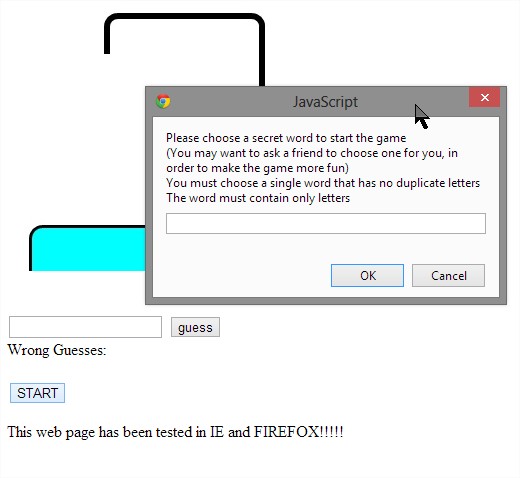 JavaScript
Please choose a secret word to start the game
(You may want to ask a friend to choose one for you, in
order to make the game more fun)
You must choose a single word that has no duplicate letters
The word must contain only letters
OK Cancel
guess
Wrong Guesses:
START
This web page has been tested in IE and FIREFOX!!!!!